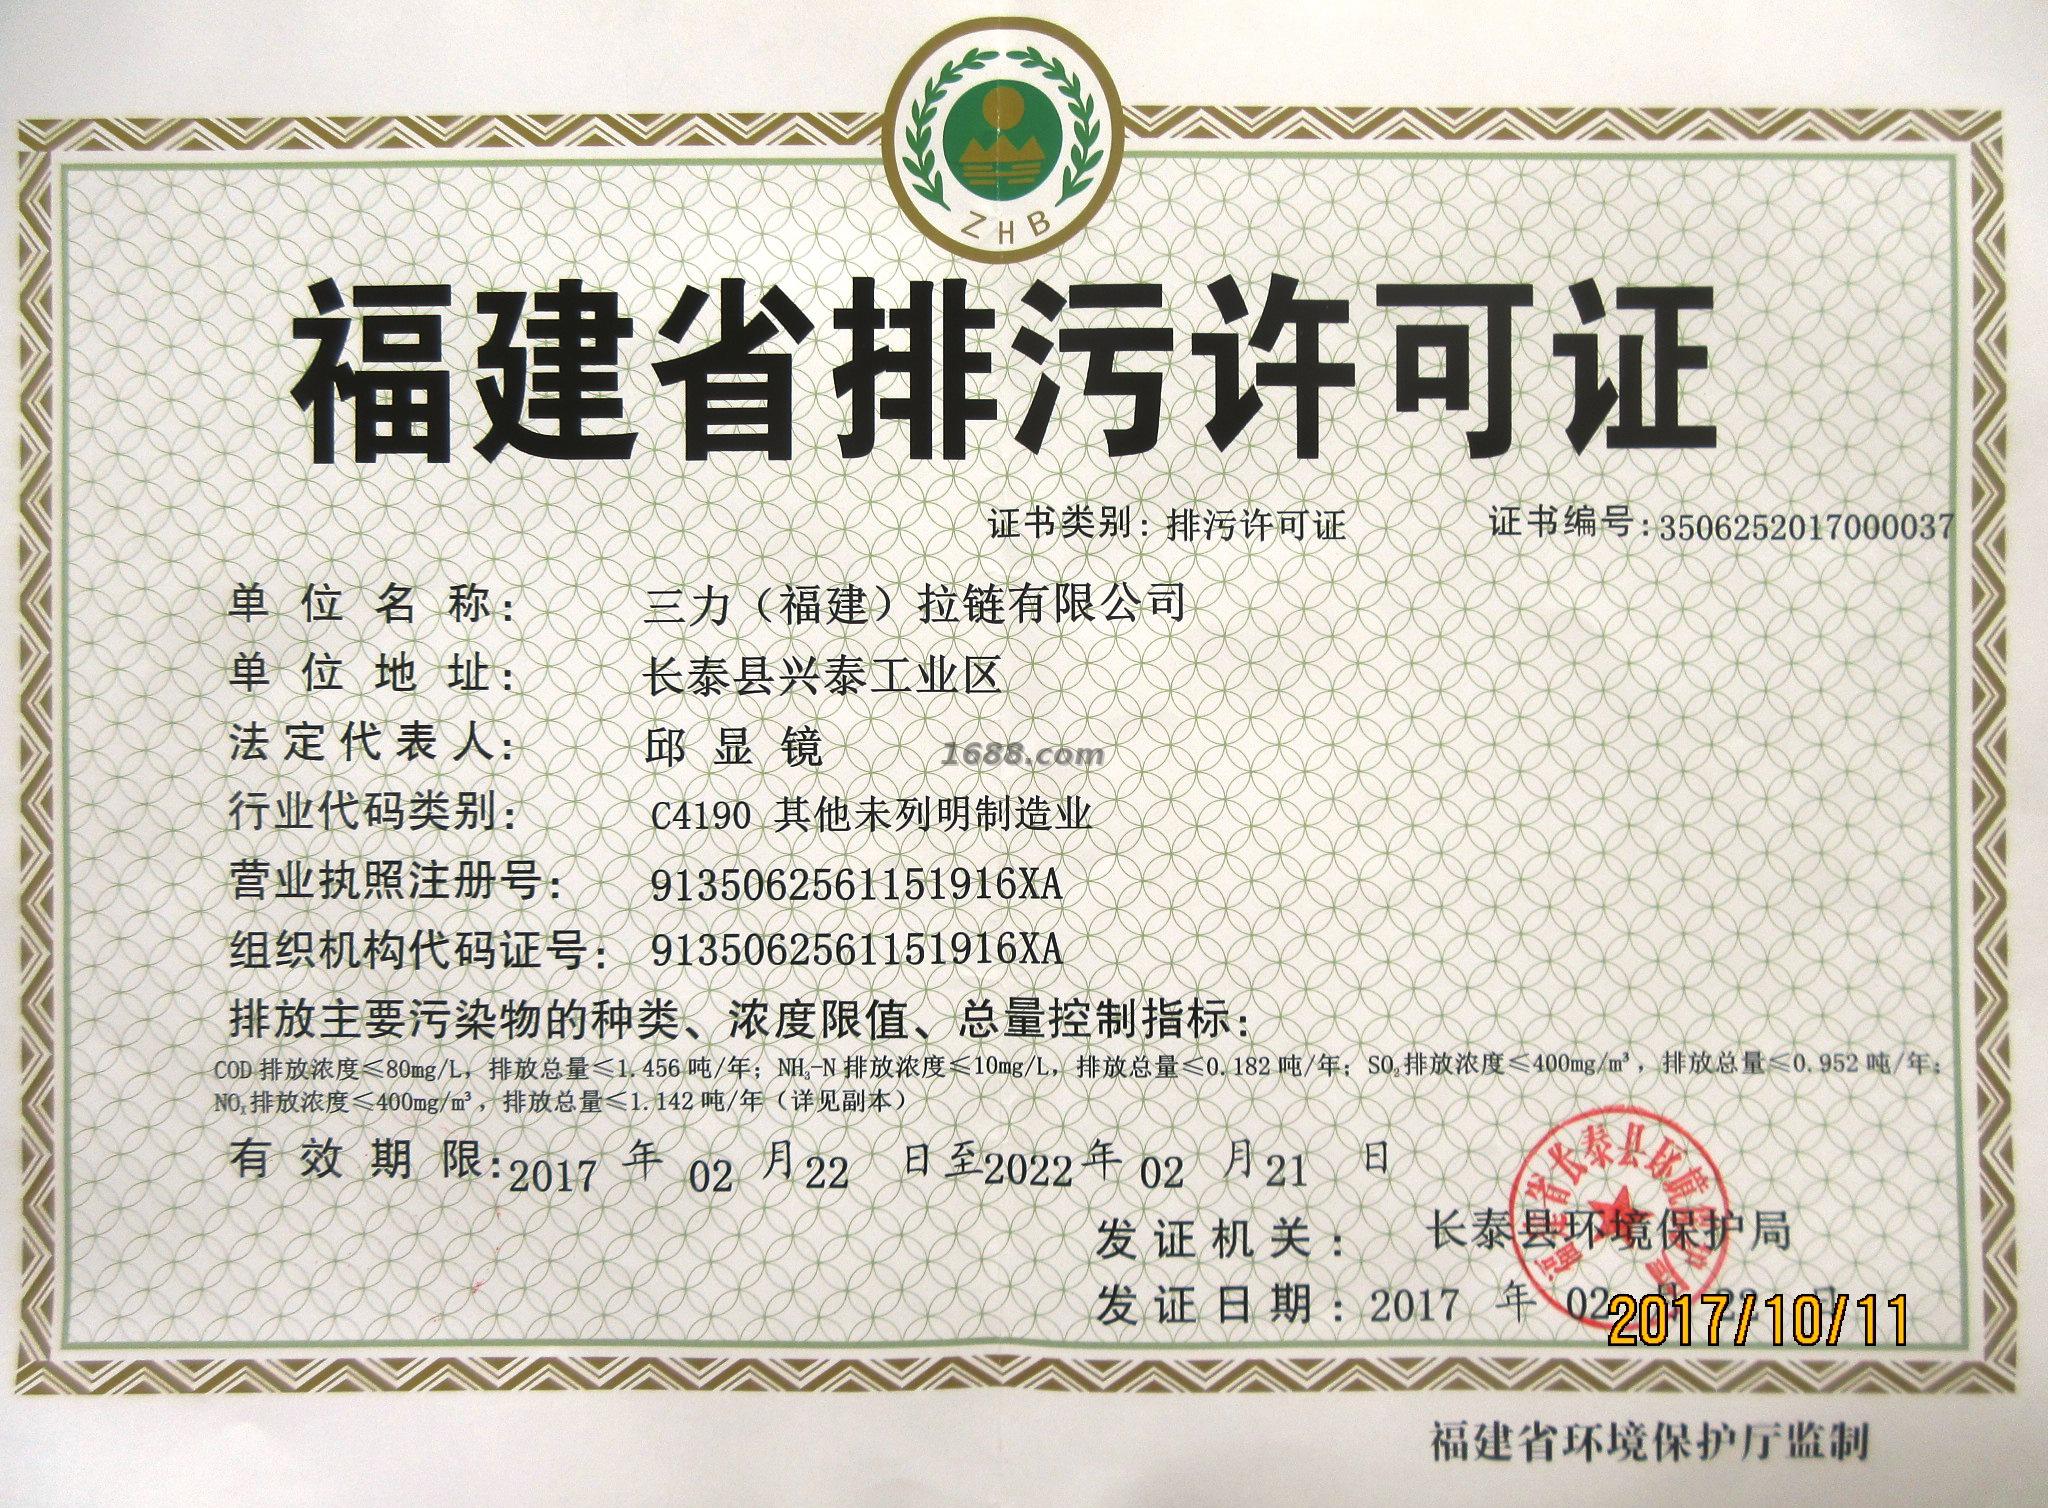 ZHB
福建省排污许可证
证书类别：排污许可证 证书编号：3506252017000037
单位名称：三力（福建）拉链有限公司
单位地址：长泰县兴泰工业区
法定代表人：邱显镜
1688.com
行业代码类别：C4190 其他未列明制造业
营业执照注册号：9135062561151916XA
组织机构代码证号：9135062561151916XA
排放主要污染物的种类、浓度限值、总量控制指标：
COD排放浓度≤80mg/L，排放总量≤1.456吨/年；NH₃-N排放浓度≤10mg/L，排放总量≤0.182吨/年；SO₂排放浓度≤400mg/m³，排放总量≤0.952吨/年；
NOₓ排放浓度≤400mg/m³，排放总量≤1.142吨/年（详见副本）
有效期限：2017年02月22日至2022年02月21日
发证机关：长泰县环境保护局
发证日期：2017年02月22日
2017/10/11
福建省环境保护厅监制